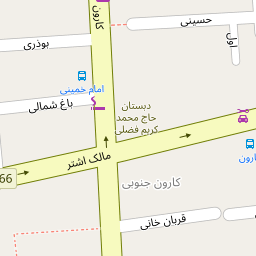 کارون
حسینی
اول
بوذری
امام خمینی
باغ شمالی
دبستان
حاج محمد
کریم فضلی
مالک اشتر
کارون
66
کارون جنوبی
قربان خانی